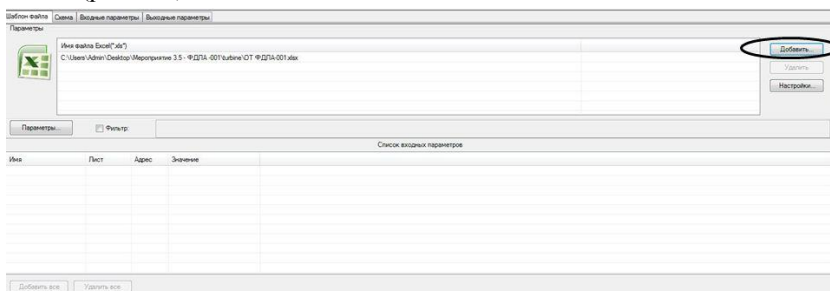 Шаблон файла Схема Входные параметры Выходные параметры
Параметры
Имя файла Excel(*.xls*)
C:\Users\Admin\Desktop\Мероприятие 3.5 - ФДПА -001\turbine\ОТ ФДПА-001.xlsx
Добавить...
Удалить
Настройки...
Параметры... Фильтр:
Список входных параметров
Имя Лист Адрес Значение
Добавить все Удалить все